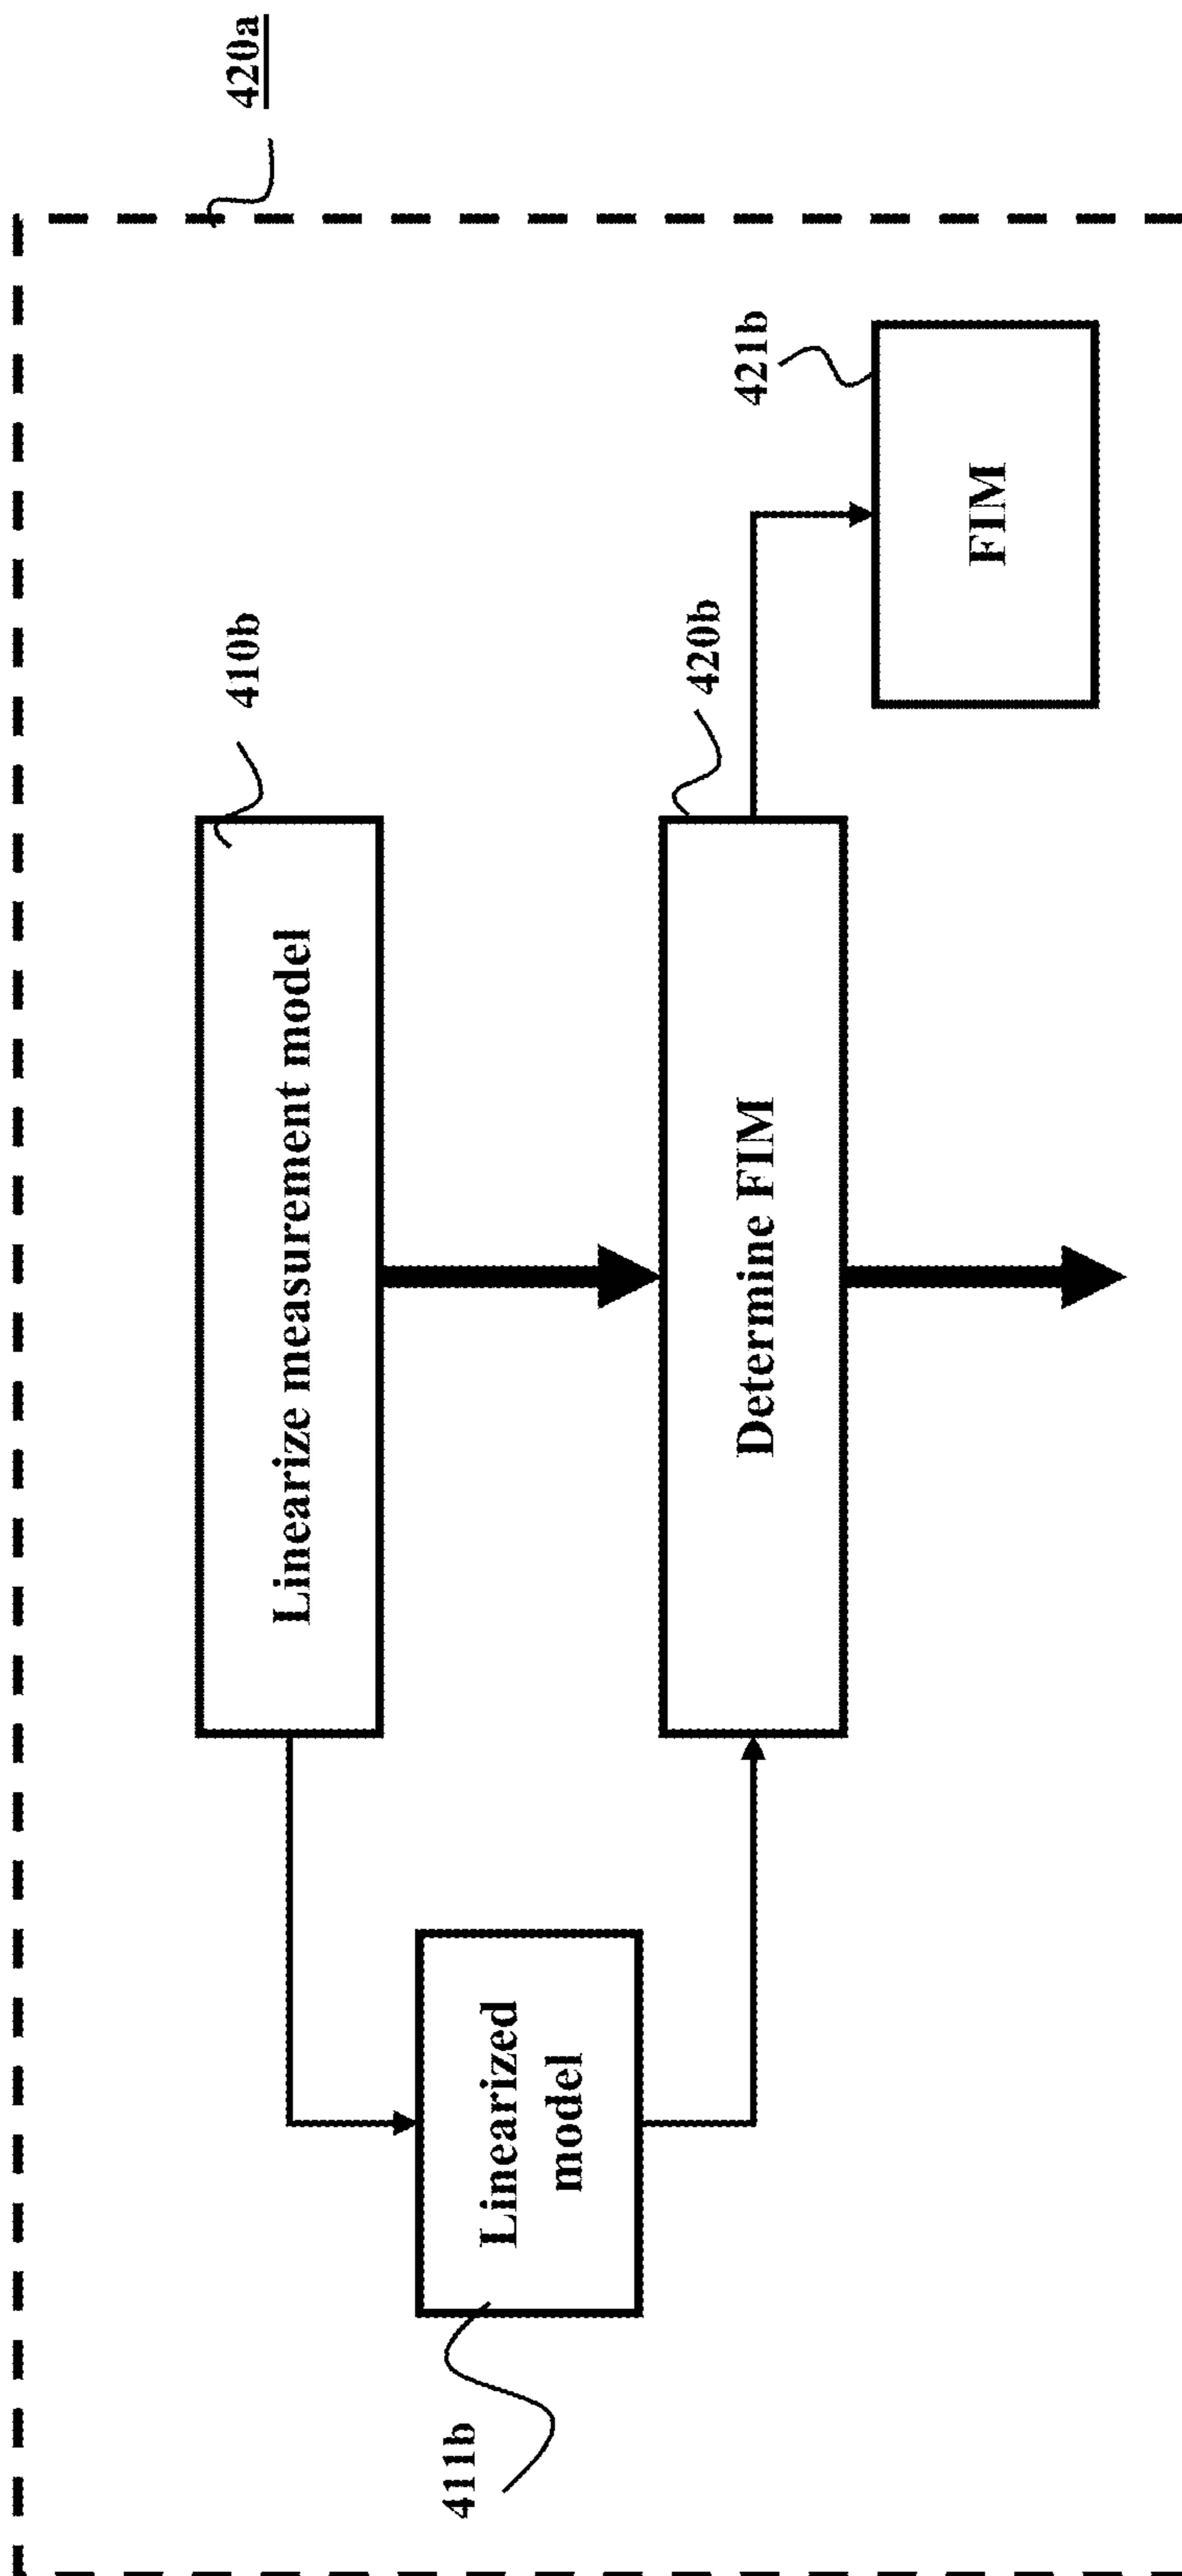 420a
410b
Linearize measurement model
411b
Linearized
model
420b
Determine FIM
421b
FIM